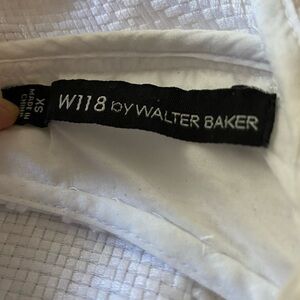 W118 by WALTER BAKER
XS
MADE IN
CHINA